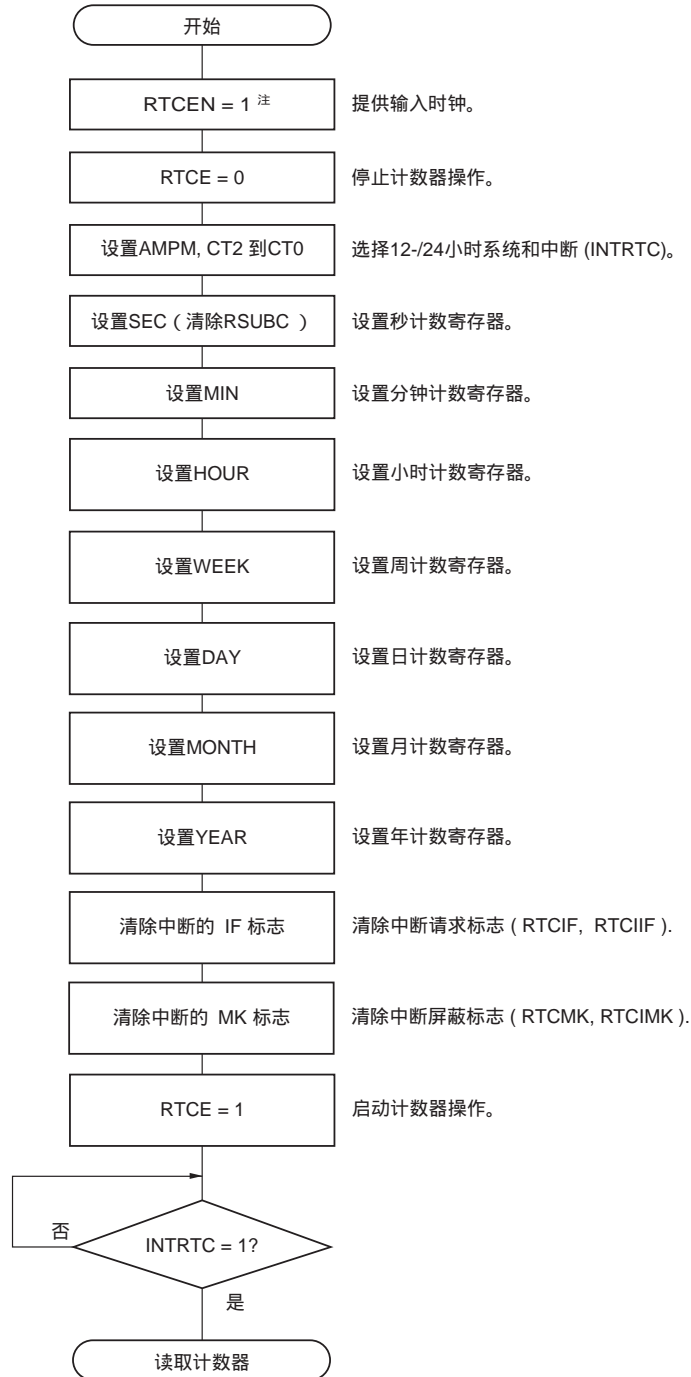 开始
RTCEN = 1 注 提供输入时钟。
RTCE = 0 停止计数器操作。
设置AMPM, CT2 到CT0 选择12-/24小时系统和中断 (INTRTC)。
设置SEC（清除RSUBC ） 设置秒计数寄存器。
设置MIN 设置分钟计数寄存器。
设置HOUR 设置小时计数寄存器。
设置WEEK 设置周计数寄存器。
设置DAY 设置日计数寄存器。
设置MONTH 设置月计数寄存器。
设置YEAR 设置年计数寄存器。
清除中断的 IF 标志 清除中断请求标志 ( RTCIF, RTCIIF ).
清除中断的 MK 标志 清除中断屏蔽标志 ( RTCMK, RTCIMK ).
RTCE = 1 启动计数器操作。
否 INTRTC = 1?
是
读取计数器